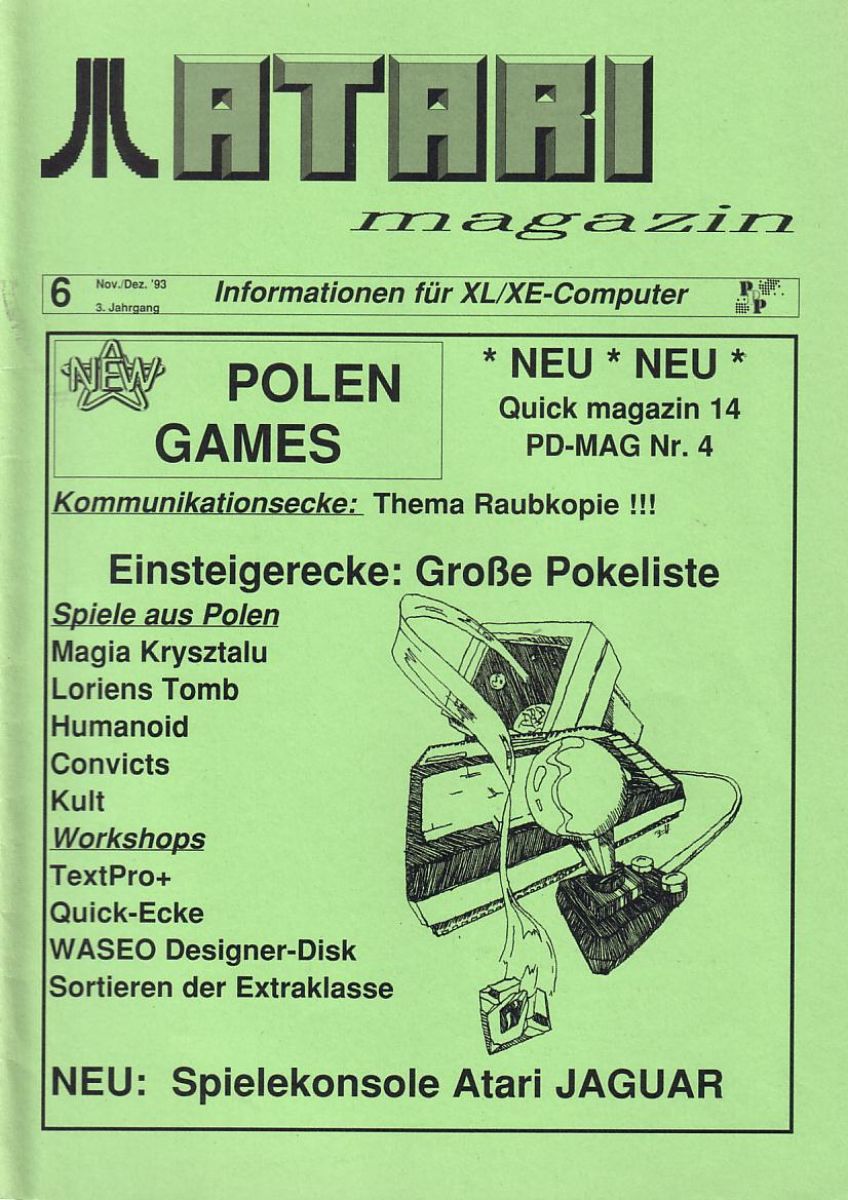 ATARI
magazin
6 Nov./Dez. '93
3. Jahrgang
Informationen für XL/XE-Computer
PDP
NEW
POLEN
GAMES
* NEU * NEU *
Quick magazin 14
PD-MAG Nr. 4
Kommunikationsecke: Thema Raubkopie !!!
Einsteigerecke: Große Pokeliste
Spiele aus Polen
Magia Krysztalu
Loriens Tomb
Humanoid
Convicts
Kult
Workshops
TextPro+
Quick-Ecke
WASEO Designer-Disk
Sortieren der Extraklasse
NEU: Spielekonsole Atari JAGUAR